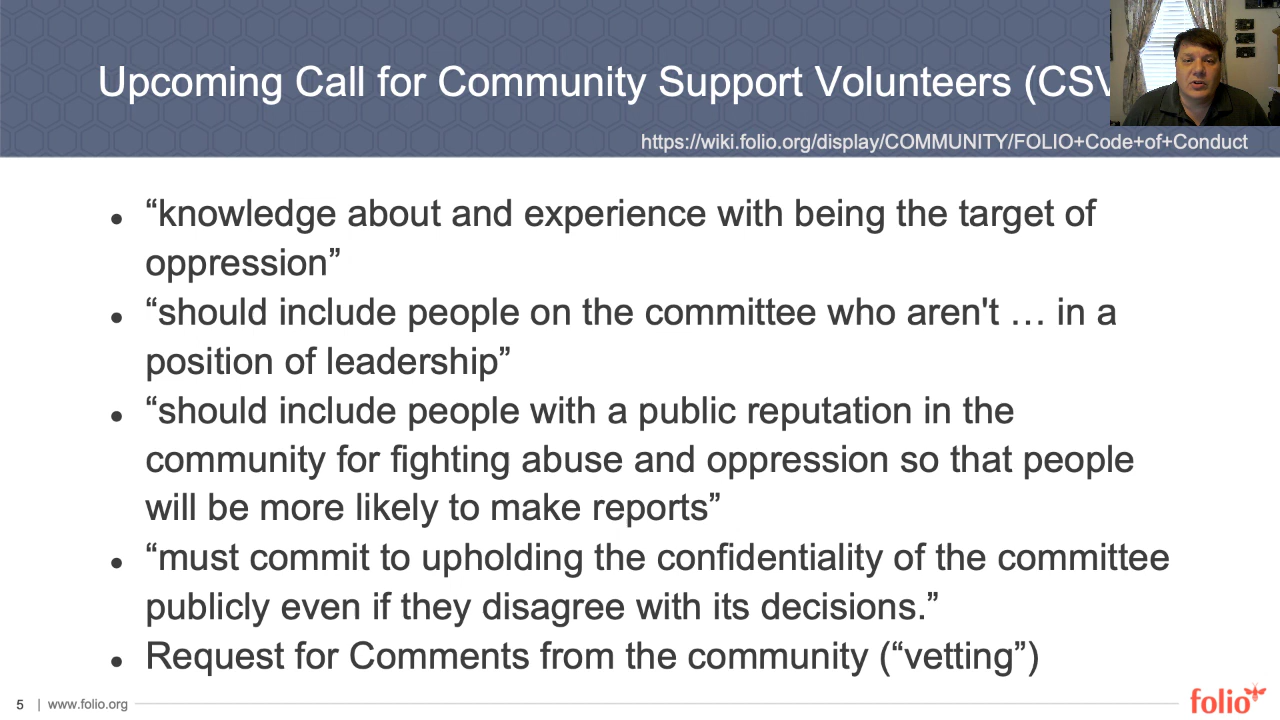 Upcoming Call for Community Support Volunteers (CSV
https://wiki.folio.org/display/COMMUNITY/FOLIO+Code+of+Conduct
● “knowledge about and experience with being the target of
oppression”
● “should include people on the committee who aren't … in a
position of leadership”
● “should include people with a public reputation in the
community for fighting abuse and oppression so that people
will be more likely to make reports”
● “must commit to upholding the confidentiality of the committee
publicly even if they disagree with its decisions.”
● Request for Comments from the community (“vetting”)
5 | www.folio.org
folio